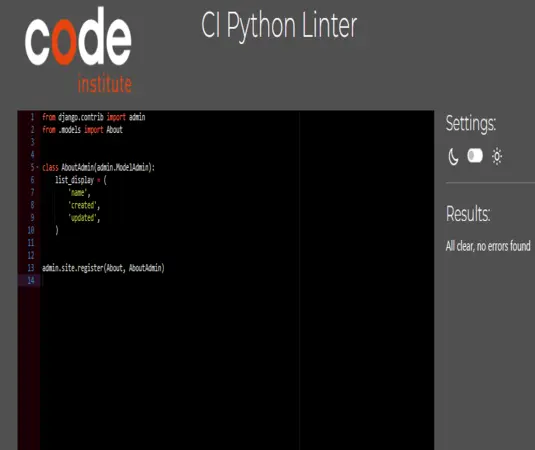 code
institute
CI Python Linter
1 from django.contrib import admin
2 from .models import About
3
4
5 class AboutAdmin(admin.ModelAdmin):
6     list_display = (
7         'name',
8         'created',
9         'updated',
10     )
11
12
13 admin.site.register(About, AboutAdmin)
14
Settings:
Results:
All clear, no errors found